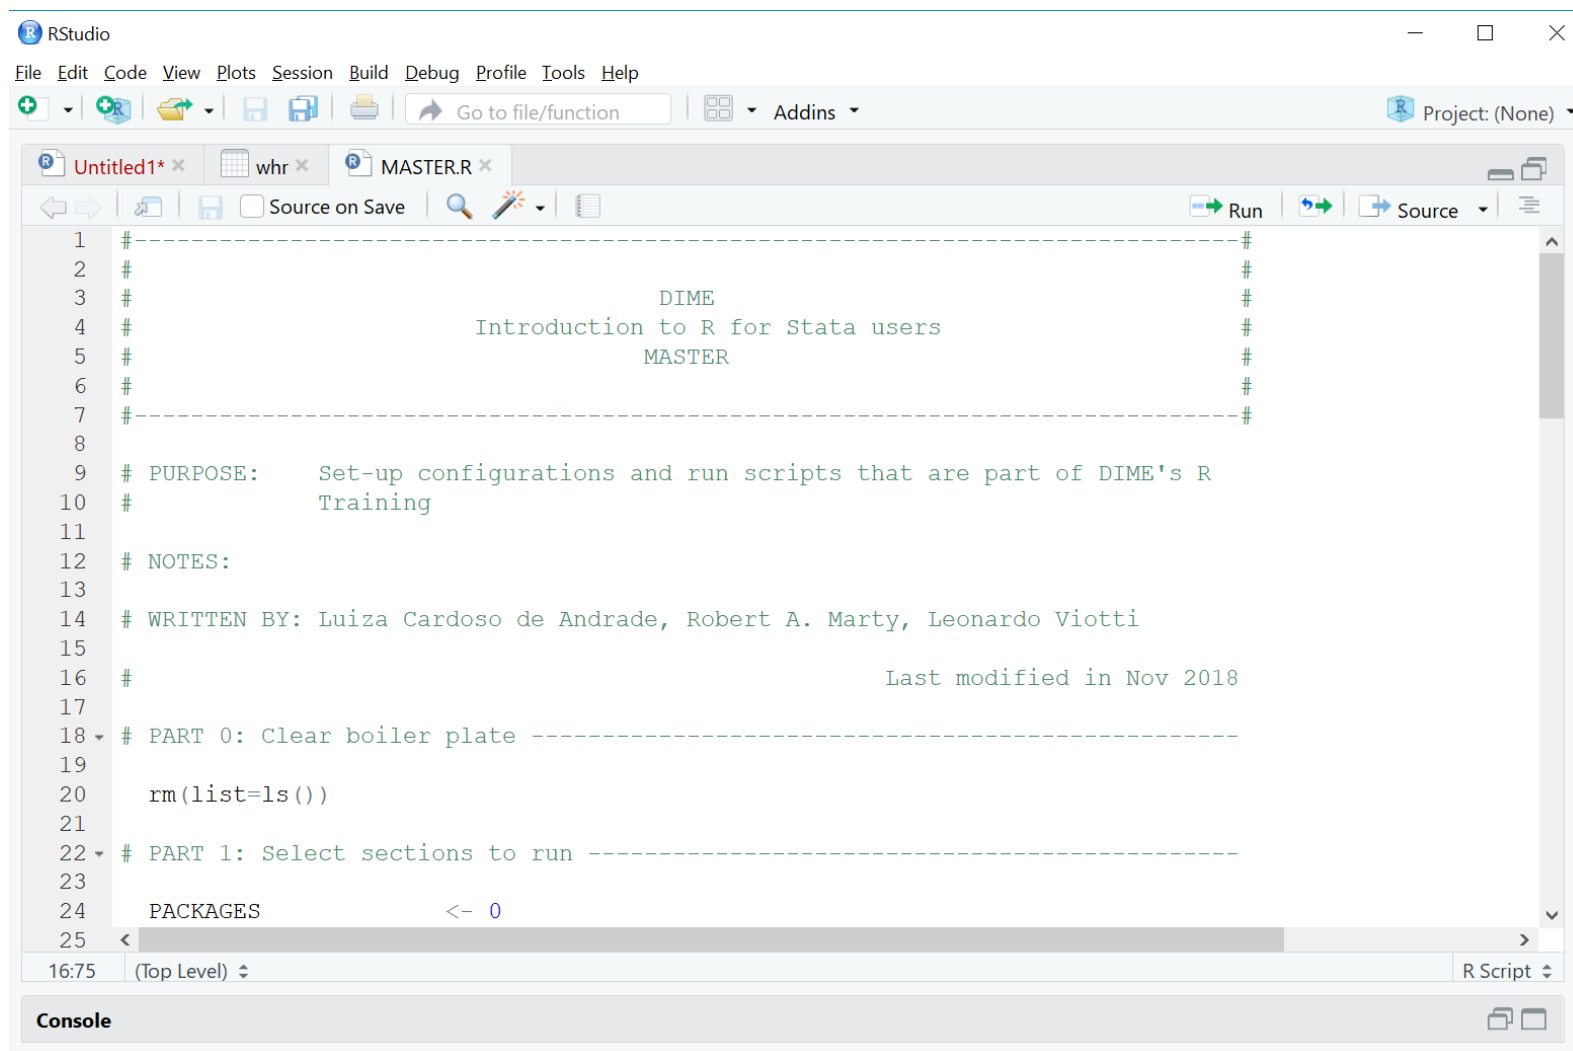 RStudio
File Edit Code View Plots Session Build Debug Profile Tools Help
Go to file/function Addins Project: (None)
Untitled1* whr MASTER.R
Source on Save Run Source
1 #------------------------------------------------------------------------------#
2 # #
3 # DIME #
4 # Introduction to R for Stata users #
5 # MASTER #
6 # #
7 #------------------------------------------------------------------------------#
8
9 # PURPOSE: Set-up configurations and run scripts that are part of DIME's R
10 # Training
11
12 # NOTES:
13
14 # WRITTEN BY: Luiza Cardoso de Andrade, Robert A. Marty, Leonardo Viotti
15
16 # Last modified in Nov 2018
17
18 # PART 0: Clear boiler plate --------------------------------------------------
19
20 rm(list=ls())
21
22 # PART 1: Select sections to run ----------------------------------------------
23
24 PACKAGES <- 0
25
16:75 (Top Level) R Script
Console